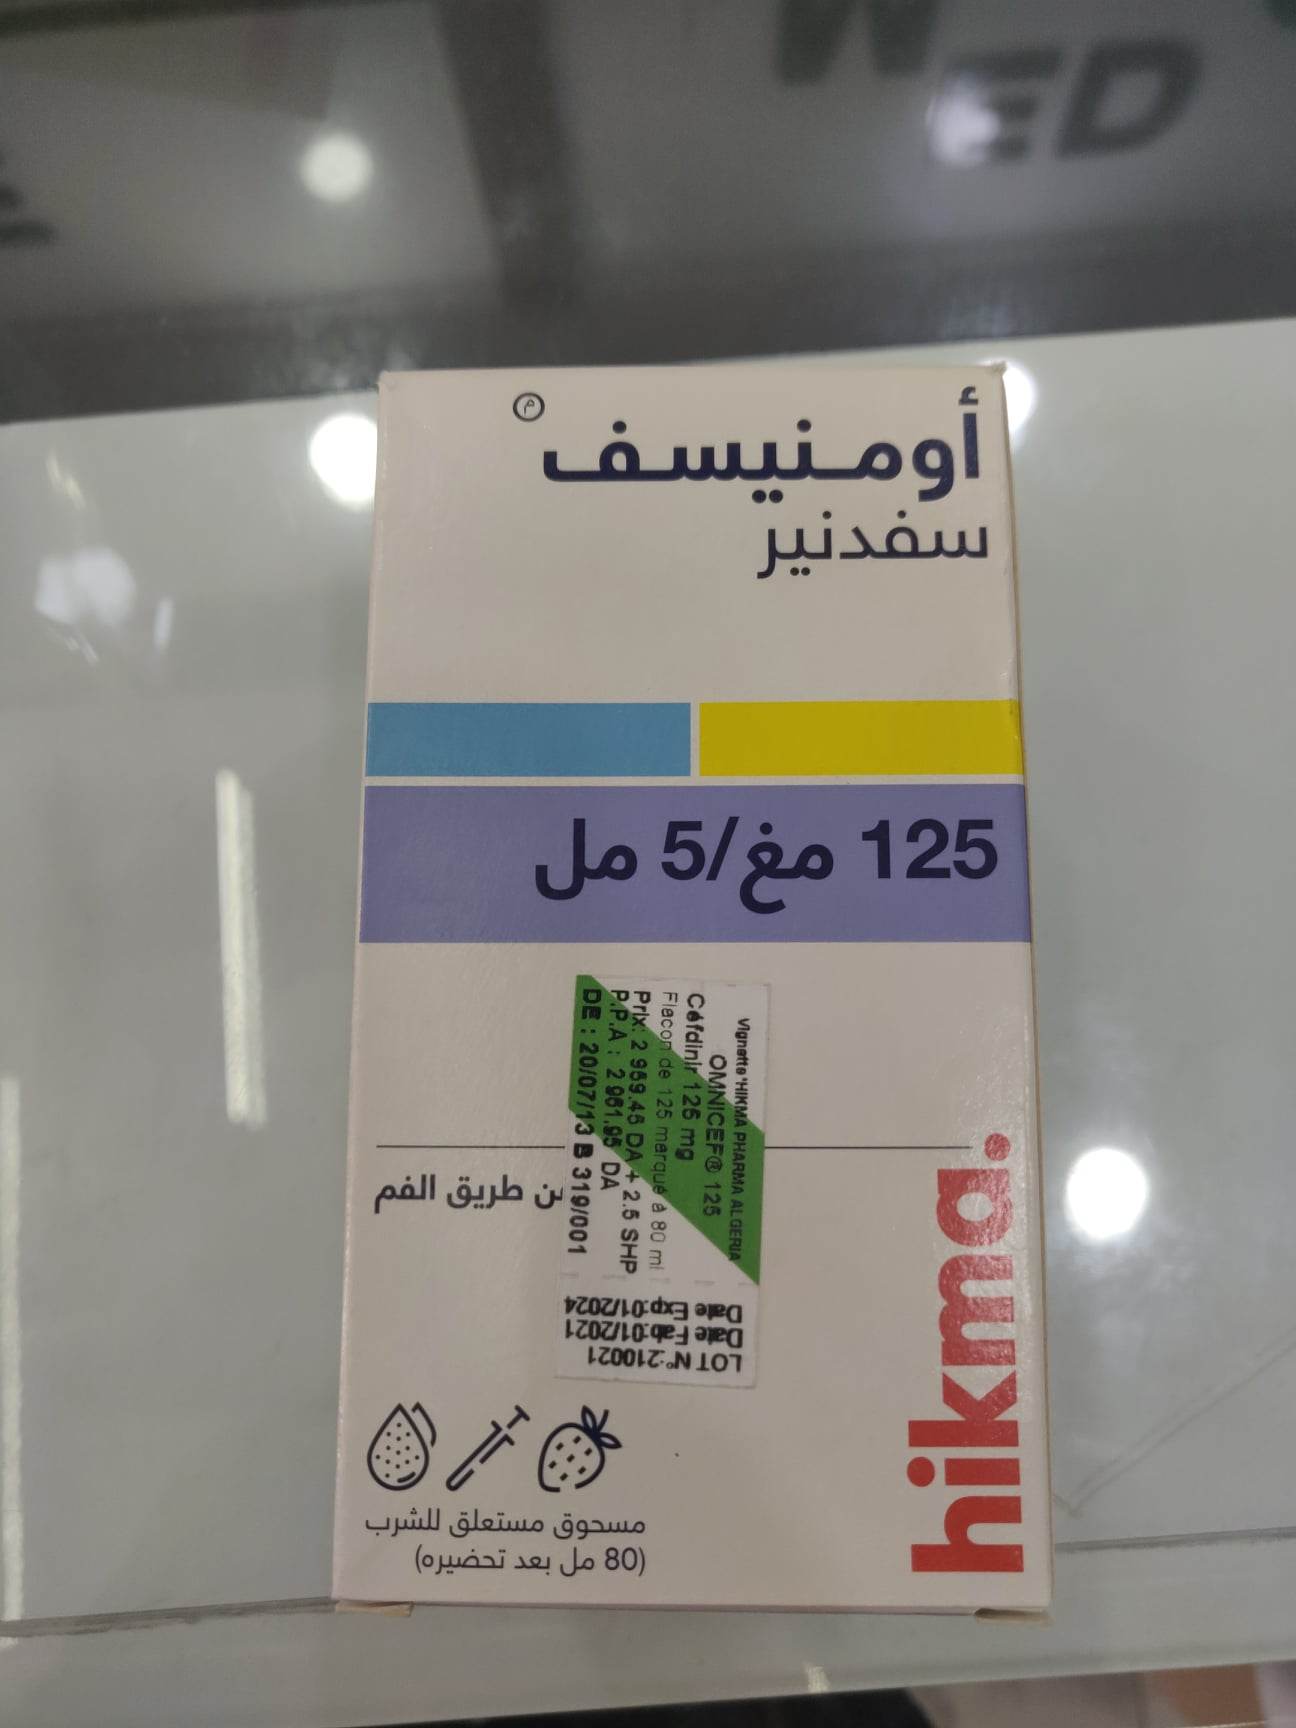 أومنيسف
م
سفدنير
125 مغ/5 مل
Vignette "HIKMA PHARMA ALGERIA
OMNICEF® 125
Céfdinir 125 mg
Flacon de 125 marqué à 80 ml
Prix: 2 959.45 DA + 2.5 SHP
P.P.A : 2 961.95 DA
DE : 20/07/13 B 319/001
LOT N°:210021
Date Fab:01/2021
Date Exp:01/2024
عن طريق الفم
hikma.
مسحوق مستعلق للشرب
(80 مل بعد تحضيره)